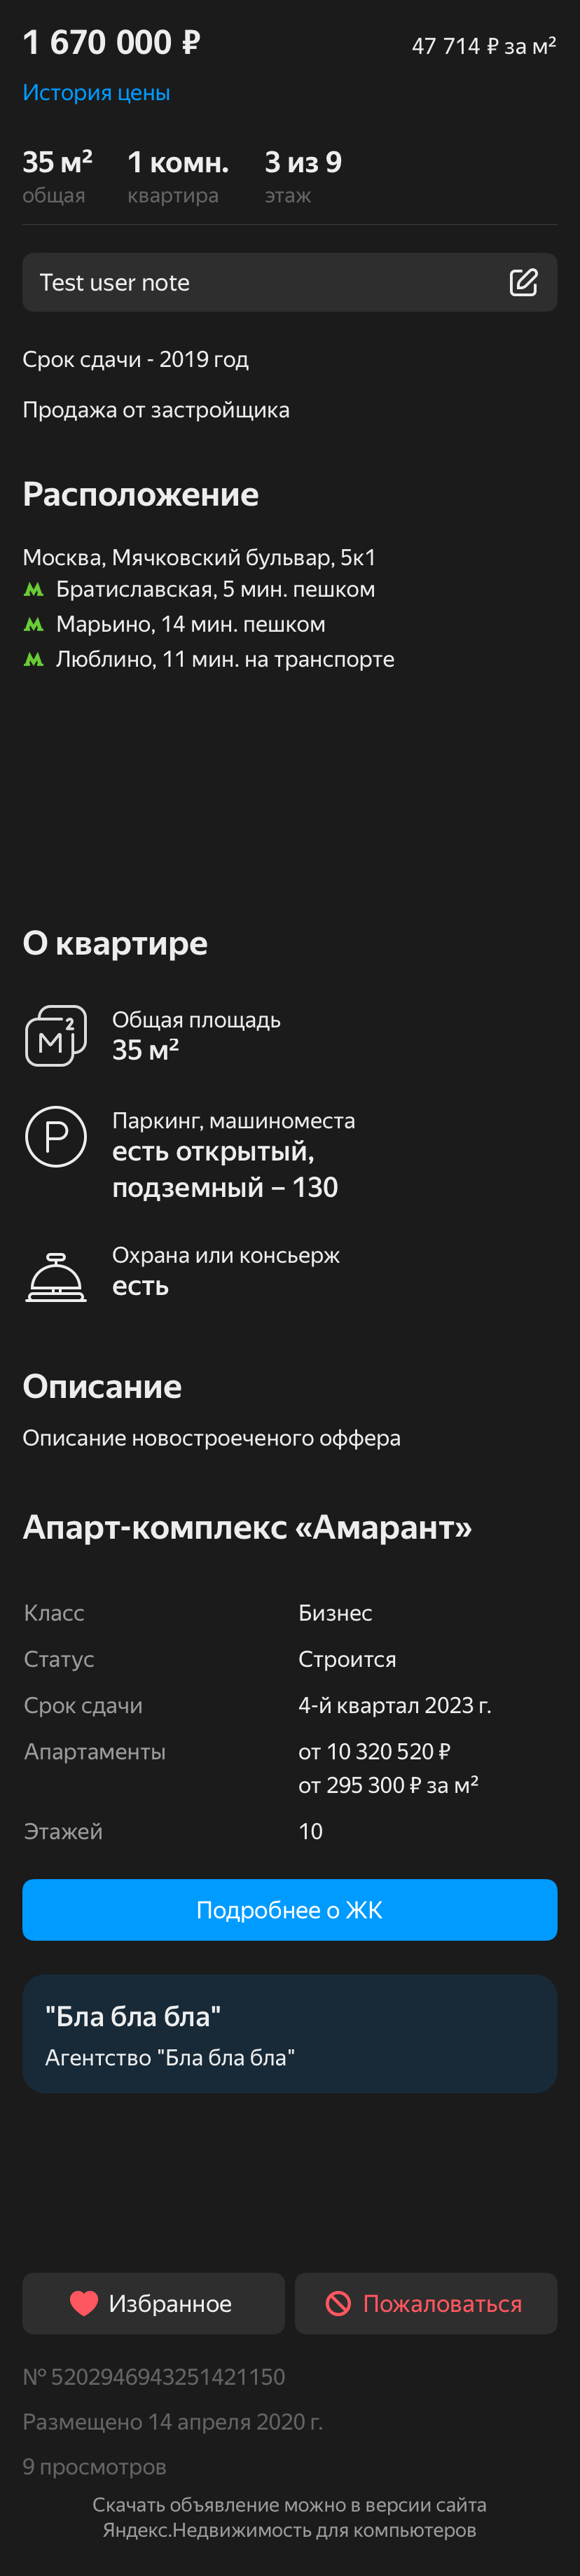 1 670 000 ₽
47 714 ₽ за м²
История цены
35 м² 1 комн. 3 из 9
общая квартира этаж
Test user note
Срок сдачи - 2019 год
Продажа от застройщика
Расположение
Москва, Мячковский бульвар, 5к1
Братиславская, 5 мин. пешком
Марьино, 14 мин. пешком
Люблино, 11 мин. на транспорте
О квартире
Общая площадь
35 м²
Паркинг, машиноместа
есть открытый,
подземный – 130
Охрана или консьерж
есть
Описание
Описание новостроеченого оффера
Апарт-комплекс «Амарант»
Класс Бизнес
Статус Строится
Срок сдачи 4-й квартал 2023 г.
Апартаменты от 10 320 520 ₽
от 295 300 ₽ за м²
Этажей 10
Подробнее о ЖК
"Бла бла бла"
Агентство "Бла бла бла"
Избранное Пожаловаться
№ 5202946943251421150
Размещено 14 апреля 2020 г.
9 просмотров
Скачать объявление можно в версии сайта
Яндекс.Недвижимость для компьютеров